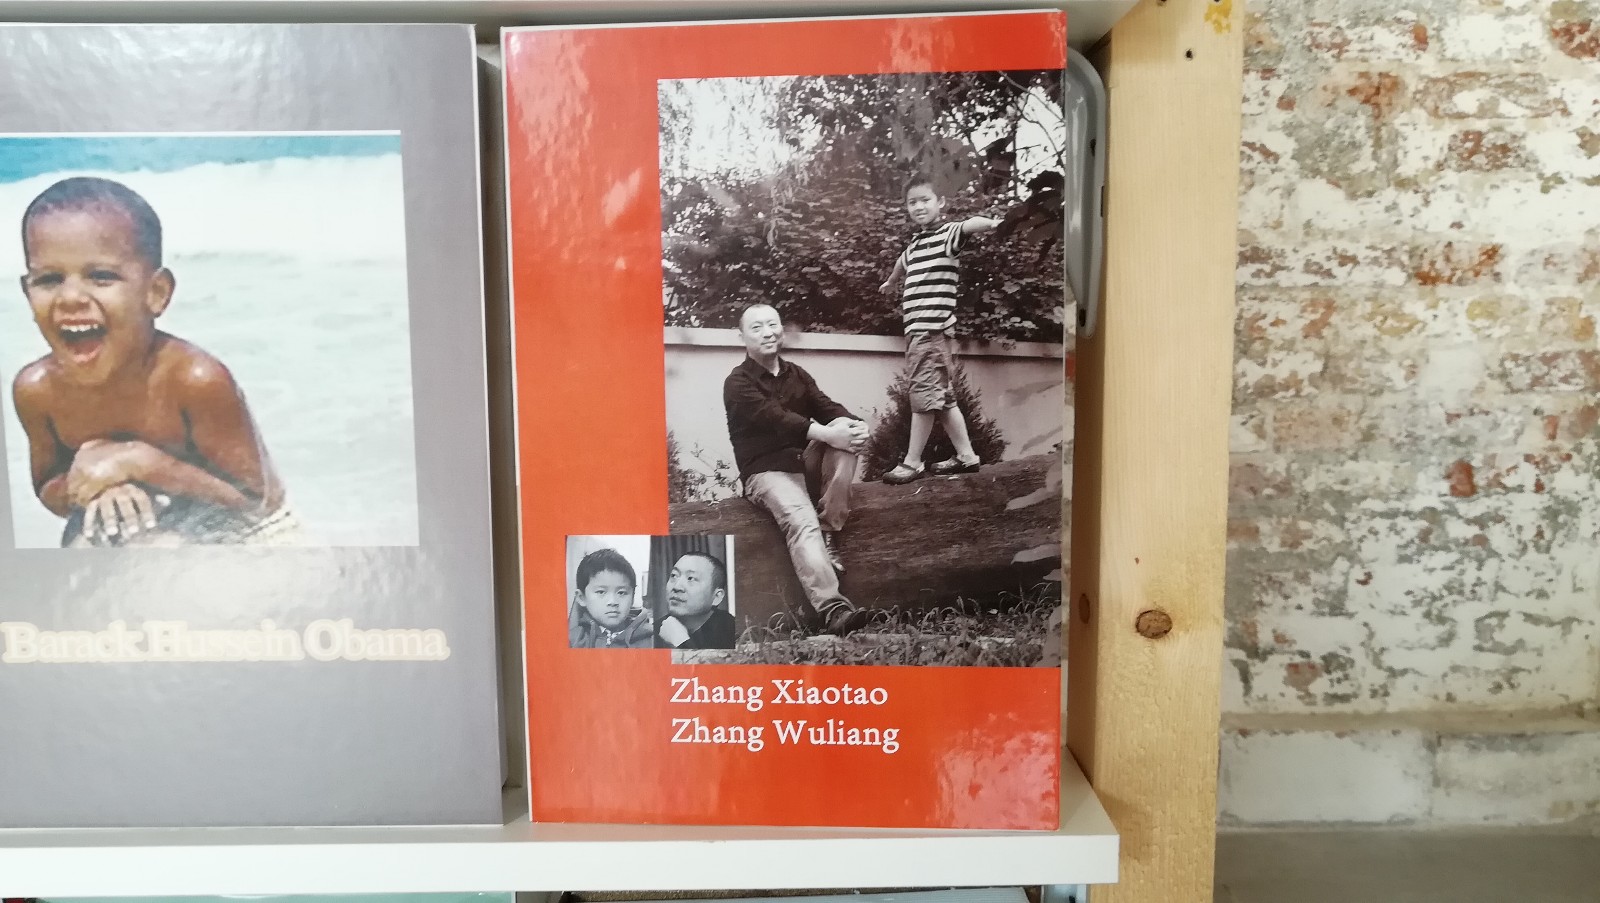 Barack Hussein Obama
Zhang Xiaotao
Zhang Wuliang